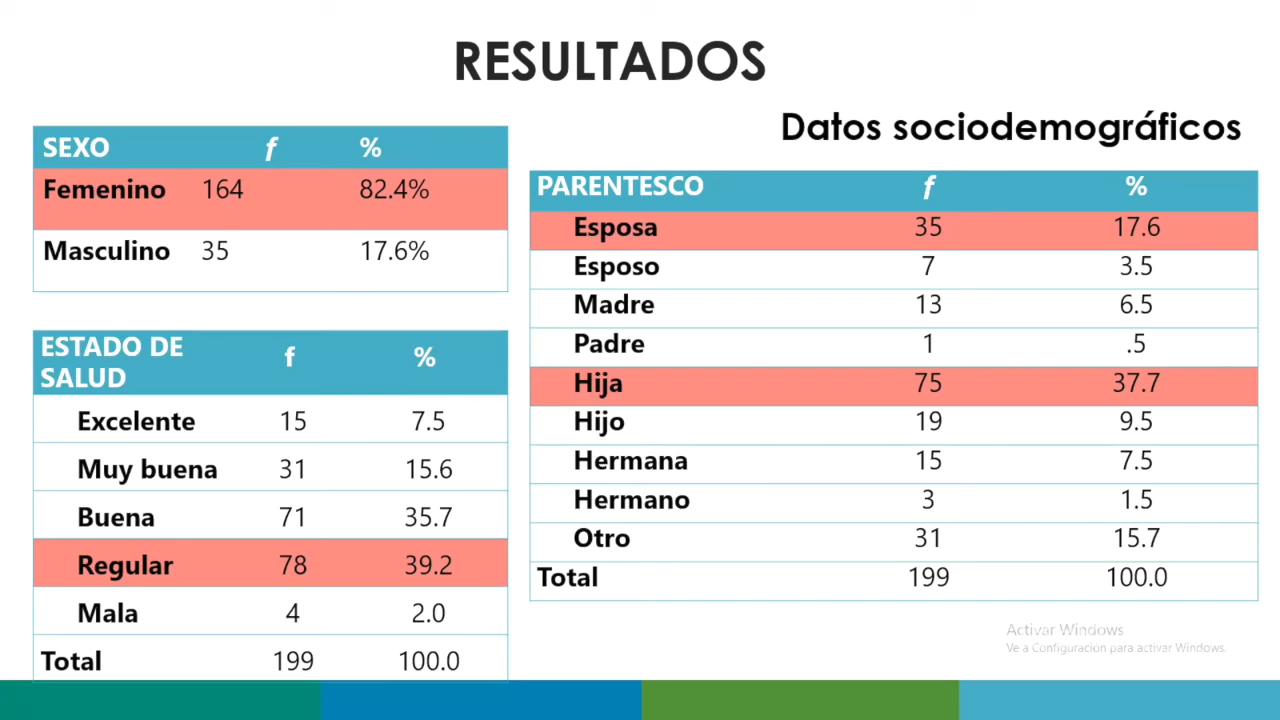 RESULTADOS
Datos sociodemográficos
SEXO f %
Femenino 164 82.4%
Masculino 35 17.6%
ESTADO DE
SALUD f %
Excelente 15 7.5
Muy buena 31 15.6
Buena 71 35.7
Regular 78 39.2
Mala 4 2.0
Total 199 100.0
PARENTESCO f %
Esposa 35 17.6
Esposo 7 3.5
Madre 13 6.5
Padre 1 .5
Hija 75 37.7
Hijo 19 9.5
Hermana 15 7.5
Hermano 3 1.5
Otro 31 15.7
Total 199 100.0
Activar Windows
Ve a Configuración para activar Windows.